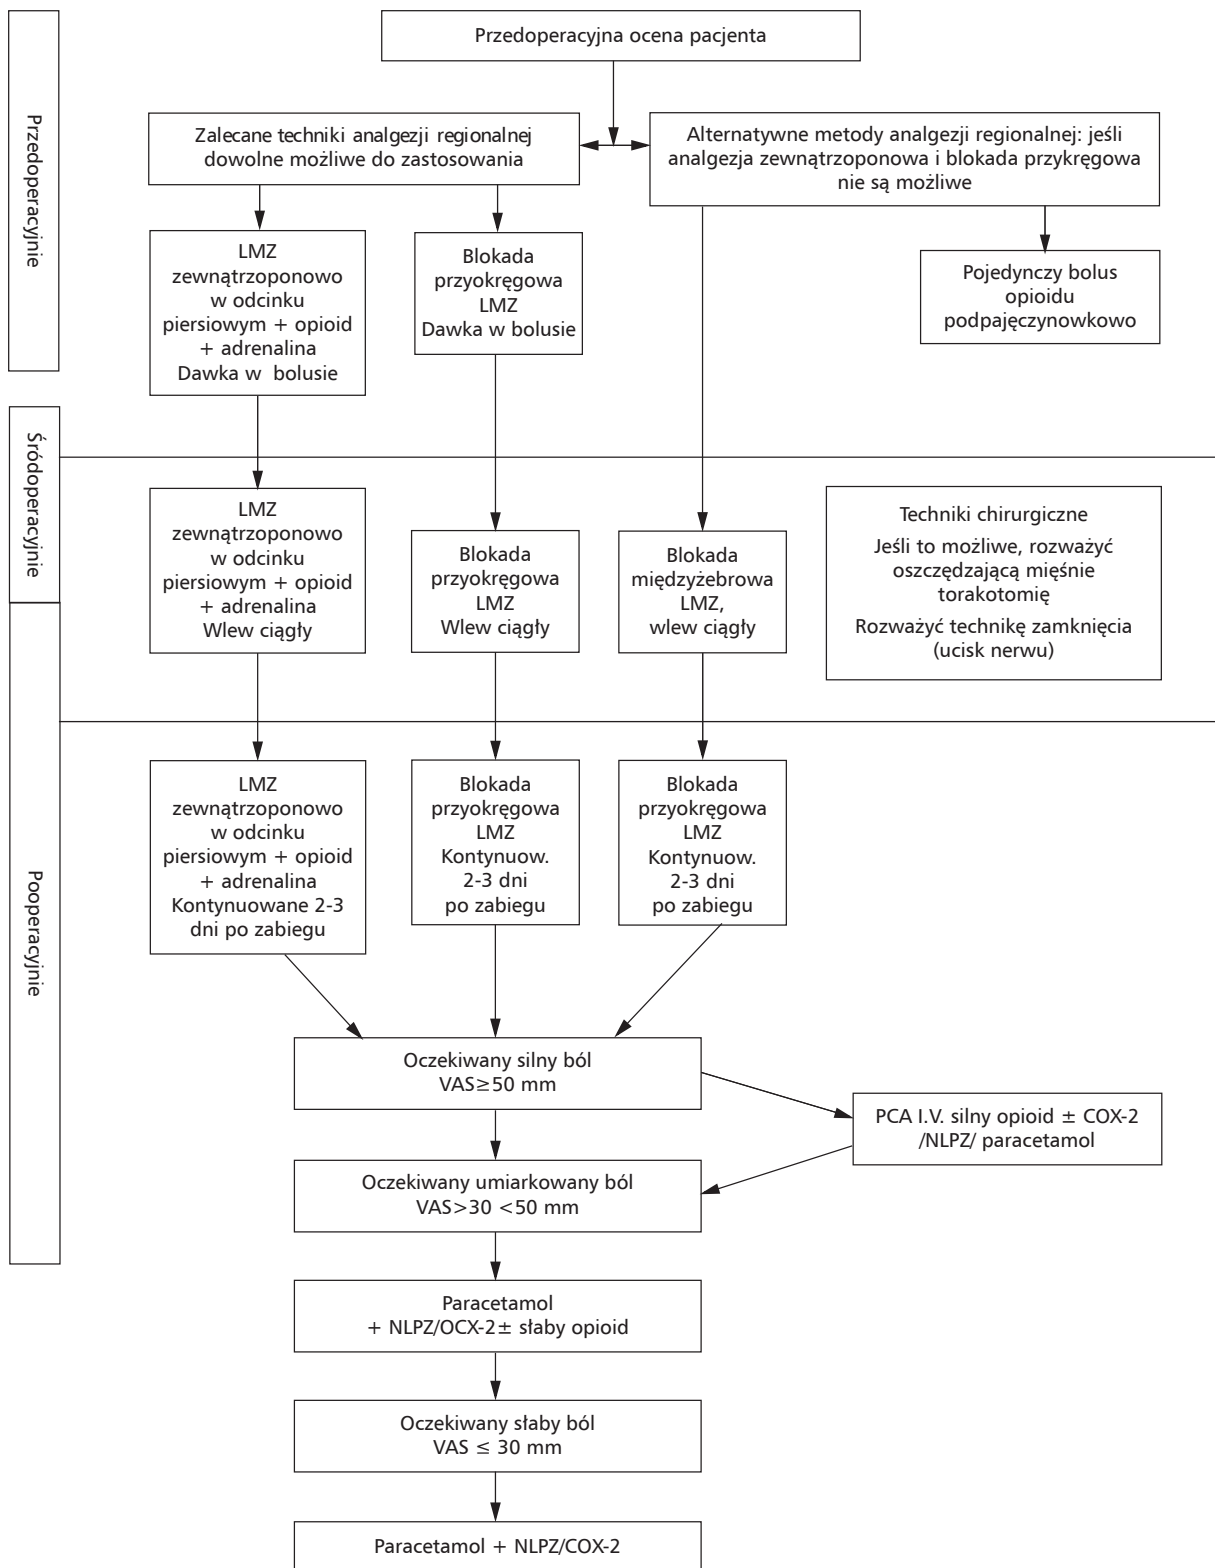 Przedoperacyjna ocena pacjenta
Przedoperacyjnie
Zalecane techniki analgezji regionalnej
dowolne możliwe do zastosowania
Alternatywne metody analgezji regionalnej: jeśli
analgezja zewnątrzoponowa i blokada przykręgowa
nie są możliwe
LMZ
zewnątrzoponowo
w odcinku
piersiowym + opioid
+ adrenalina
Dawka w bolusie
Blokada
przyokręgowa
LMZ
Dawka w bolusie
Pojedynczy bolus
opioidu
podpajęczynowkowo
Śródoperacyjnie
LMZ
zewnątrzoponowo
w odcinku
piersiowym + opioid
+ adrenalina
Wlew ciągły
Blokada
przyokręgowa
LMZ
Wlew ciągły
Blokada
międzyżebrowa
LMZ,
wlew ciągły
Techniki chirurgiczne
Jeśli to możliwe, rozważyć
oszczędzającą mięśnie
torakotomię
Rozważyć technikę zamknięcia
(ucisk nerwu)
Pooperacyjnie
LMZ
zewnątrzoponowo
w odcinku
piersiowym + opioid
+ adrenalina
Kontynuowane 2-3
dni po zabiegu
Blokada
przyokręgowa
LMZ
Kontynuow.
2-3 dni
po zabiegu
Blokada
przyokręgowa
LMZ
Kontynuow.
2-3 dni
po zabiegu
Oczekiwany silny ból
VAS≥50 mm
PCA I.V. silny opioid ± COX-2
/NLPZ/ paracetamol
Oczekiwany umiarkowany ból
VAS>30 <50 mm
Paracetamol
+ NLPZ/OCX-2± słaby opioid
Oczekiwany słaby ból
VAS ≤ 30 mm
Paracetamol + NLPZ/COX-2